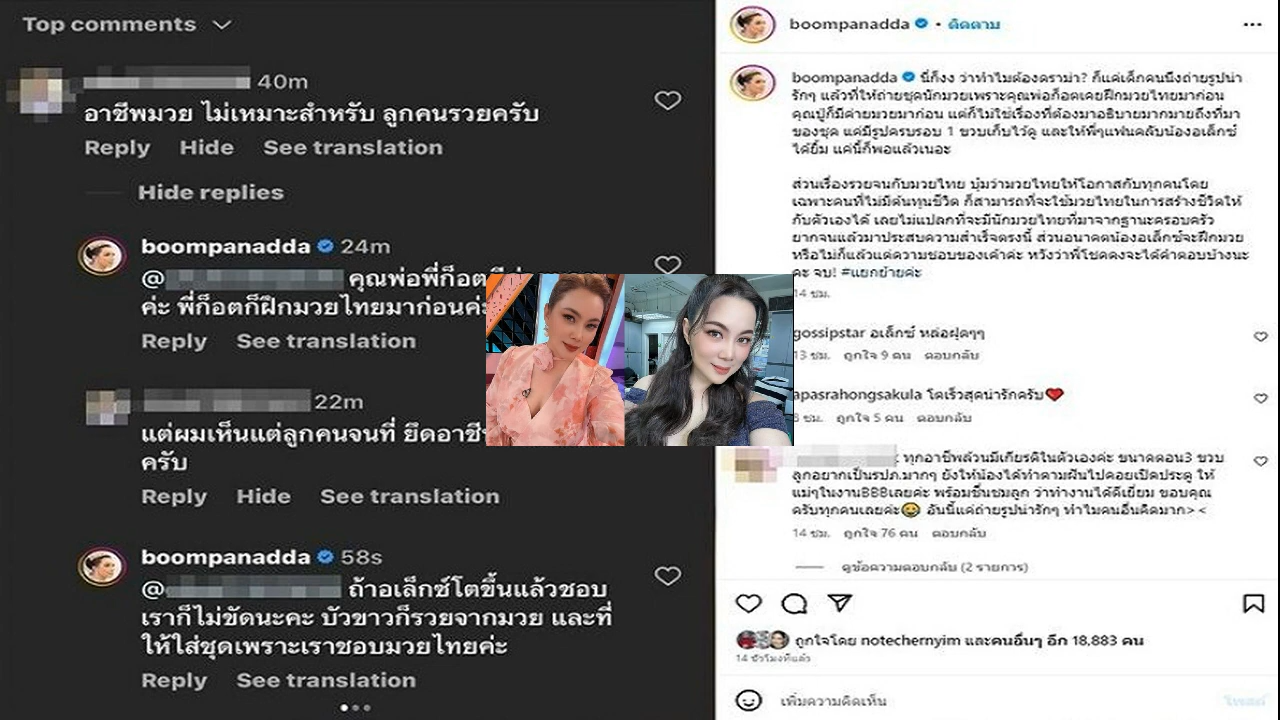 Top comments
40m
อาชีพมวย ไม่เหมาะสำหรับ ลูกคนรวยครับ
Reply Hide See translation
Hide replies
boompanadda 24m
@ คุณพ่อพี่ก็อต
ค่ะ พี่ก็อตก็ฝึกมวยไทยมาก่อนค่ะ
Reply See translation
22m
แต่ผมเห็นแต่ลูกคนจนที่ ยึดอาชี
ครับ
Reply Hide See translation
boompanadda 58s
@ ถ้าอเล็กซ์โตขึ้นแล้วชอบ
เราก็ไม่ขัดนะคะ บัวขาวก็รวยจากมวย และที่
ให้ใส่ชุดเพราะเราชอบมวยไทยค่ะ
Reply See translation
boompanadda • ติดตาม
boompanadda นี่ก็งง ว่าทำไมต้องดราม่า? ก็แค่เด็กคนนึงถ่ายรูปน่า
รักๆ แล้วที่ให้ถ่ายชุดนักมวยเพราะคุณพ่อก็อตเคยฝึกมวยไทยมาก่อน
คุณปู่ก็มีค่ายมวยมาก่อน แต่ก็ไม่ใช่เรื่องที่ต้องมาอธิบายมากมายถึงที่มา
ของชุด แค่มีรูปครบรอบ 1 ขวบเก็บไว้ดู และให้พี่ๆแฟนคลับน้องอเล็กซ์
ได้ยิ้ม แค่นี้ก็พอแล้วเนอะ
ส่วนเรื่องรวยจนกับมวยไทย บุ๋มว่ามวยไทยให้โอกาสกับทุกคนโดย
เฉพาะคนที่ไม่มีต้นทุนชีวิต ก็สามารถที่จะใช้มวยไทยในการสร้างชีวิตให้
กับตัวเองได้ เลยไม่แปลกที่จะมีนักมวยไทยที่มาจากฐานะครอบครัว
ยากจนแล้วมาประสบความสำเร็จตรงนี้ ส่วนอนาคตน้องอเล็กซ์จะฝึกมวย
หรือไม่ก็แล้วแต่ความชอบของเค้าค่ะ หวังว่าพี่โชคคงจะได้คำตอบบ้างนะ
คะ จบ! #แยกย้ายค่ะ
14 ชม.
gossipstar อเล็กซ์ หล่อฝุดๆๆ
13 ชม. ถูกใจ 9 คน ตอบกลับ
apasrahongsakula โตเร็วสุดน่ารักครับ❤️
ชม. ถูกใจ 5 คน ตอบกลับ
ทุกอาชีพล้วนมีเกียรติในตัวเองค่ะ ขนาดตอน3 ขวบ
ลูกอยากเป็นรปภ.มากๆ ยังให้น้องได้ทำตามฝันไปคอยเปิดประตู ให้
แม่ๆในงานBBBเลยค่ะ พร้อมชื่นชมลูก ว่าทำงานได้ดีเยี่ยม ขอบคุณ
ครับทุกคนเลยค่ะ😂 อันนี้แค่ถ่ายรูปน่ารักๆ ทำไมคนอื่นคิดมาก> <
14 ชม. ถูกใจ 76 คน ตอบกลับ
ดูข้อความตอบกลับ (2 รายการ)
ถูกใจโดย notechernyim และคนอื่นๆ อีก 18,883 คน
14 ชั่วโมงที่แล้ว
เพิ่มความคิดเห็น
โพสต์